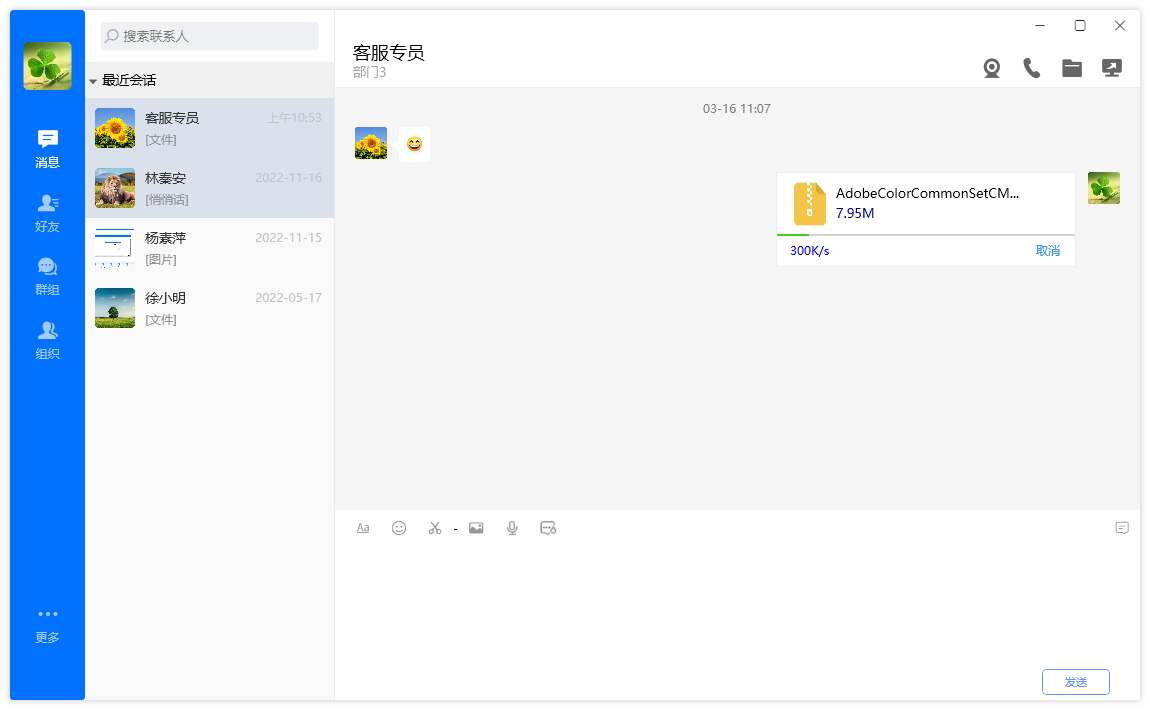 搜索联系人
最近会话
消息
好友
群组
组织
更多
客服专员 上午10:53
[文件]
林秦安 2022-11-16
[悄悄话]
杨素萍 2022-11-15
[图片]
徐小明 2022-05-17
[文件]
客服专员
部门3
03-16 11:07
AdobeColorCommonSetCM...
7.95M
300K/s 取消
Aa
发送